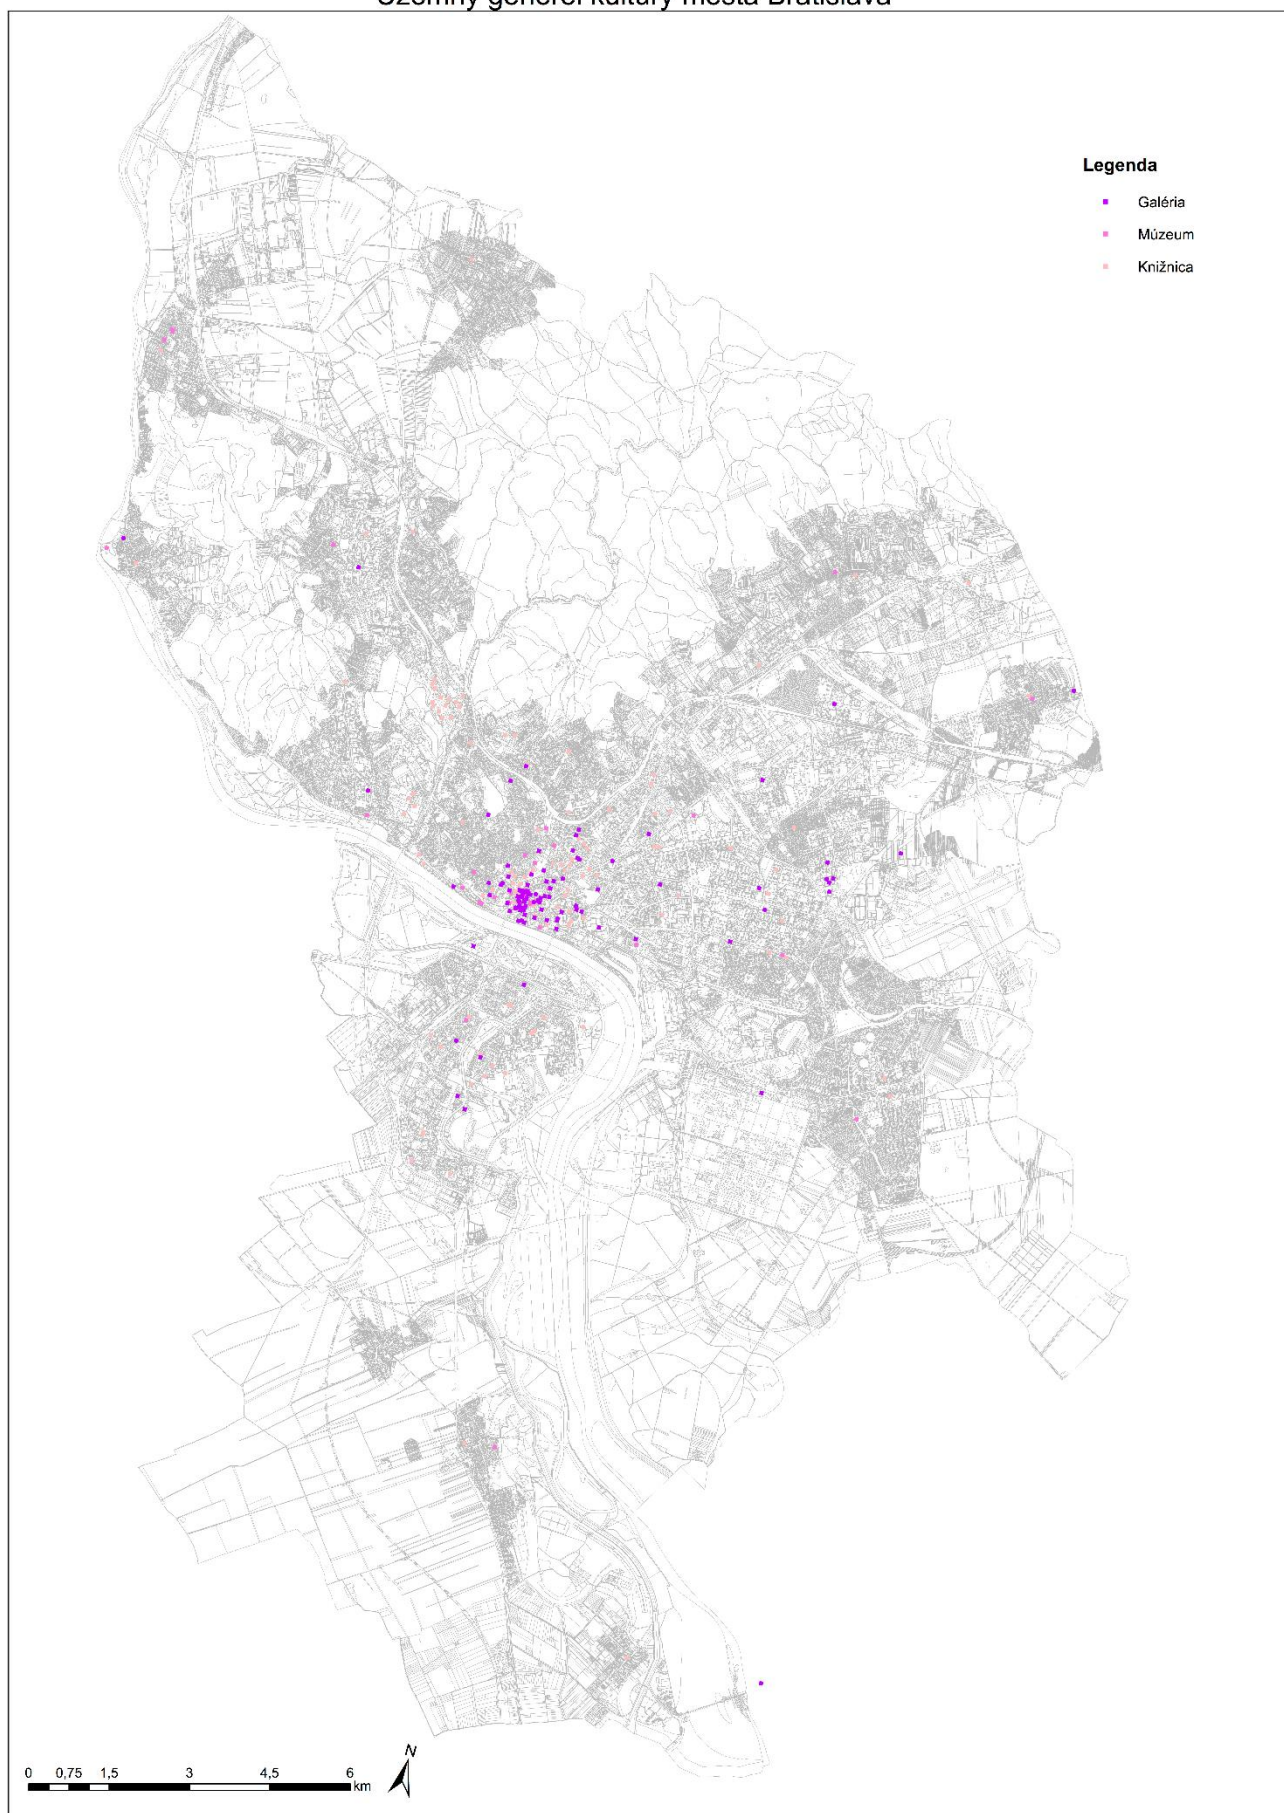 Územný generel kultúry mesta Bratislava
Legenda
Galéria
Múzeum
Knižnica
N
0 0,75 1,5 3 4,5 6
km